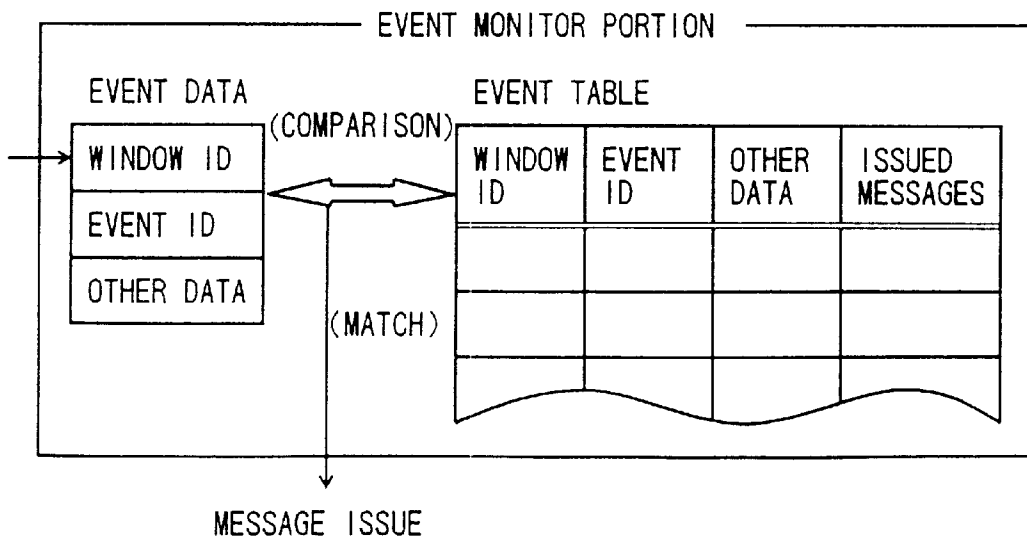 EVENT MONITOR PORTION
EVENT DATA
(COMPARISON)
EVENT TABLE
WINDOW ID
EVENT ID
OTHER DATA
WINDOW
ID
EVENT
ID
OTHER
DATA
ISSUED
MESSAGES
(MATCH)
MESSAGE ISSUE